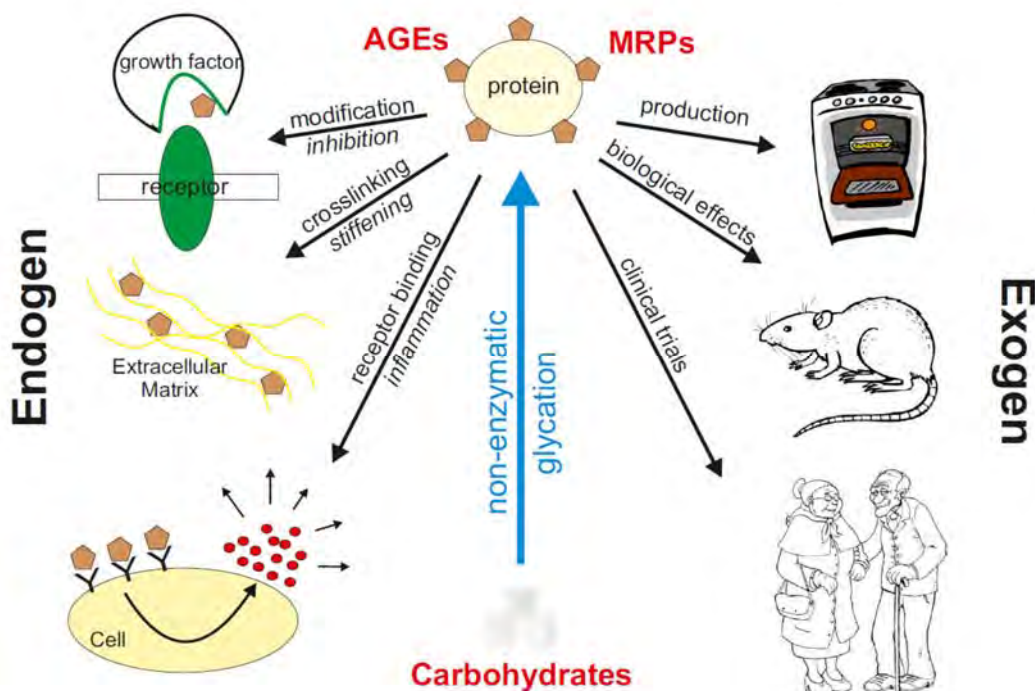 AGEs
MRPs
protein
growth factor
receptor
modification
inhibition
crosslinking
stiffening
receptor binding
inflammation
Extracellular
Matrix
Cell
Endogen
non-enzymatic
glycation
Carbohydrates
production
biological effects
clinical trials
Exogen